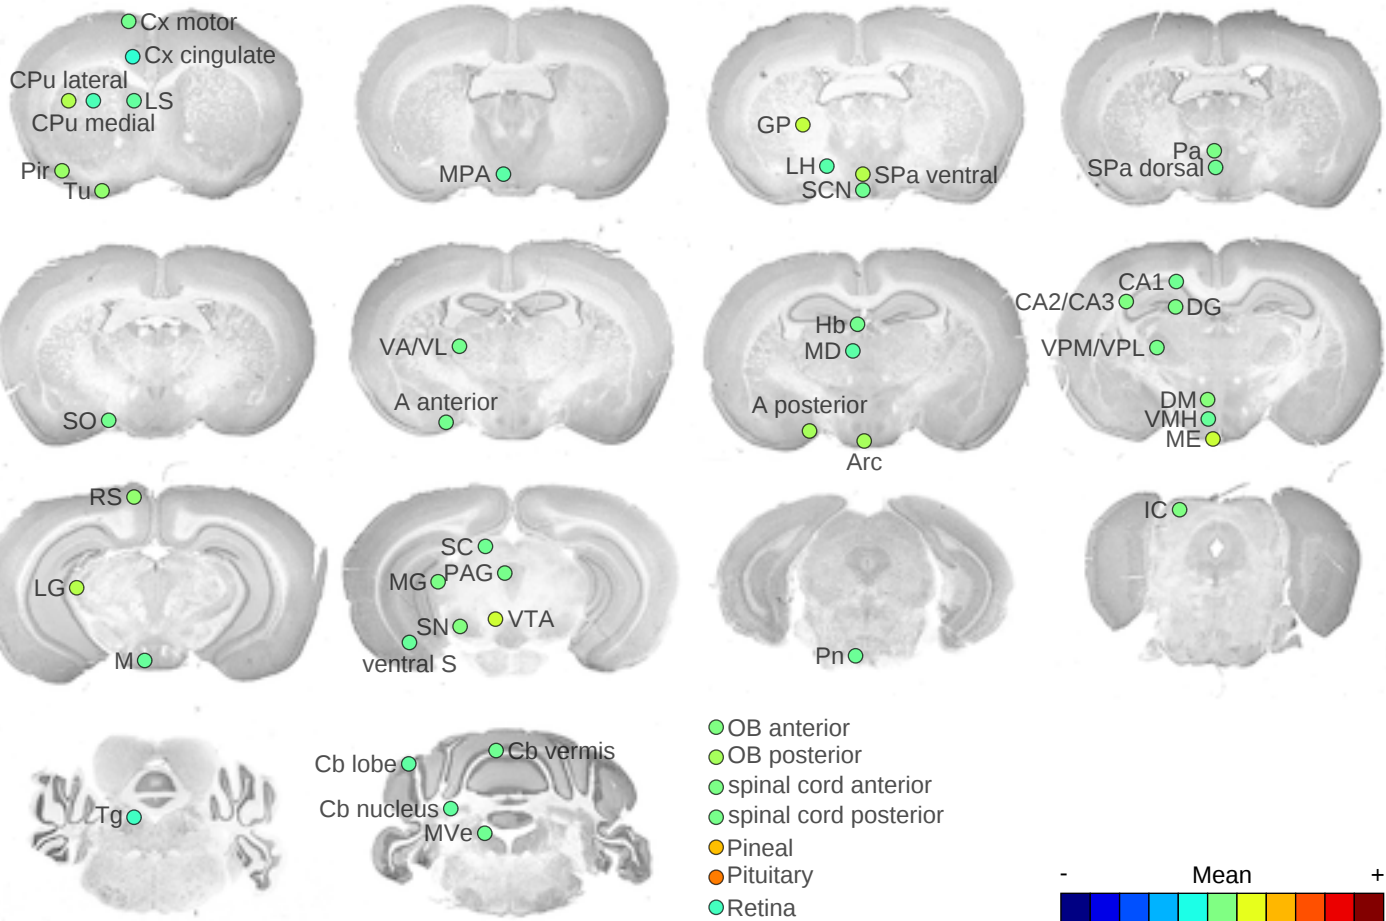 Cx motor
Cx cingulate
CPu lateral
LS
CPu medial
Pir
Tu
MPA
GP
LH
SPa ventral
SCN
Pa
SPa dorsal
SO
VA/VL
A anterior
Hb
MD
A posterior
Arc
CA1
CA2/CA3
DG
VPM/VPL
DM
VMH
ME
RS
LG
M
SC
PAG
MG
SN
VTA
ventral S
Pn
IC
Tg
Cb vermis
Cb lobe
Cb nucleus
MVe
OB anterior
OB posterior
spinal cord anterior
spinal cord posterior
Pineal
Pituitary
Retina
- Mean +